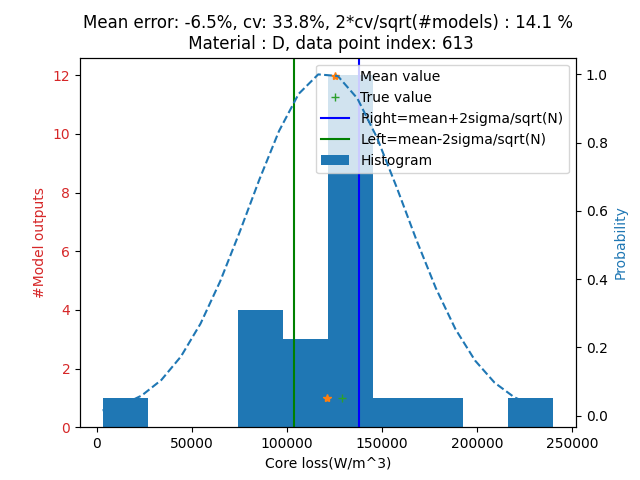 Mean error: -6.5%, cv: 33.8%, 2*cv/sqrt(#models) : 14.1 %
Material : D, data point index: 613
#Model outputs
12
10
8
6
4
2
0
Mean value
True value
Right=mean+2sigma/sqrt(N)
Left=mean-2sigma/sqrt(N)
Histogram
1.0
0.8
0.6
0.4
0.2
0.0
Probability
0
50000
100000
150000
200000
250000
Core loss(W/m^3)